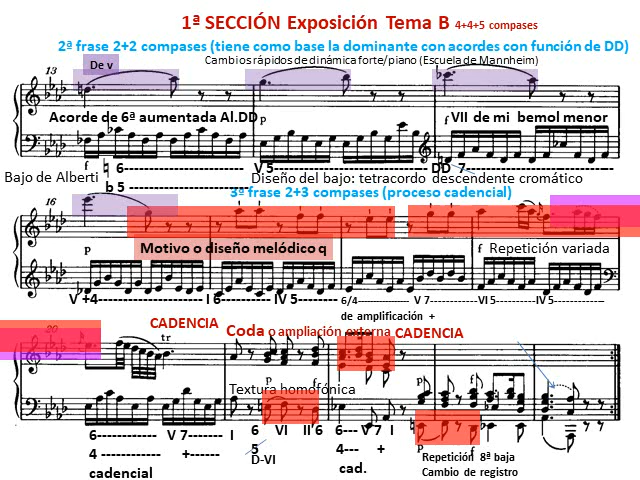 1ª SECCIÓN Exposición Tema B 4+4+5 compases
2ª frase 2+2 compases (tiene como base la dominante con acordes con función de DD)
De v
Cambios rápidos de dinámica forte/piano (Escuela de Mannheim)
13
Acorde de 6ª aumentada Al.DD
p
f VII de mi bemol menor
f
♮ 6---------------- V 5------------------ DD 7------------------
Bajo de Alberti
b 5 ----------------
Diseño del bajo: tetracordo descendente cromático
3ª frase 2+3 compases (proceso cadencial)
16
p
Motivo o diseño melódico q
f Repetición variada
V +4------------------- I 6---------- IV 5---------- 6/4--------- V 7-------- VI 5--------IV 5--------
de amplificación +
20
CADENCIA
Coda o ampliación externa CADENCIA
tr
Textura homofónica
p f p f p f
6------------ V 7------ I 6 VI II 6 6--- V 7 I
4 ------------ +------ 5 4--- +
D-VI
cadencial
cad.
Repetición 8ª baja
Cambio de registro